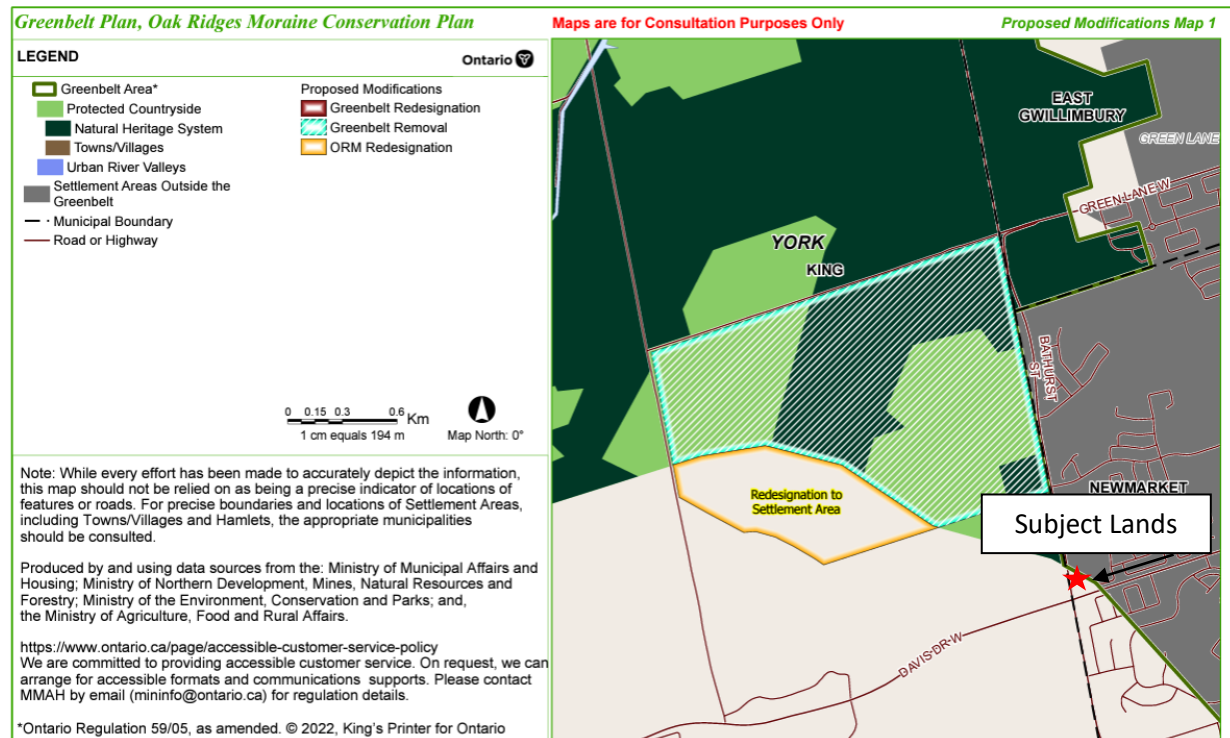 Greenbelt Plan, Oak Ridges Moraine Conservation Plan
Maps are for Consultation Purposes Only
Proposed Modifications Map 1
LEGEND
Ontario
Greenbelt Area*
Protected Countryside
Natural Heritage System
Towns/Villages
Urban River Valleys
Settlement Areas Outside the
Greenbelt
Municipal Boundary
Road or Highway
Proposed Modifications
Greenbelt Redesignation
Greenbelt Removal
ORM Redesignation
0 0.15 0.3 0.6 Km
1 cm equals 194 m
Map North: 0°
Note: While every effort has been made to accurately depict the information,
this map should not be relied on as being a precise indicator of locations of
features or roads. For precise boundaries and locations of Settlement Areas,
including Towns/Villages and Hamlets, the appropriate municipalities
should be consulted.
Produced by and using data sources from the: Ministry of Municipal Affairs and
Housing; Ministry of Northern Development, Mines, Natural Resources and
Forestry; Ministry of the Environment, Conservation and Parks; and,
the Ministry of Agriculture, Food and Rural Affairs.
https://www.ontario.ca/page/accessible-customer-service-policy
We are committed to providing accessible customer service. On request, we can
arrange for accessible formats and communications supports. Please contact
MMAH by email (mininfo@ontario.ca) for regulation details.
*Ontario Regulation 59/05, as amended. © 2022, King's Printer for Ontario
EAST
GWILLIMBURY
GREEN LANE
GREEN LANE W
YORK
KING
BATHURST
ST
NEWMARKET
Redesignation to
Settlement Area
Subject Lands
DAVIS DR W